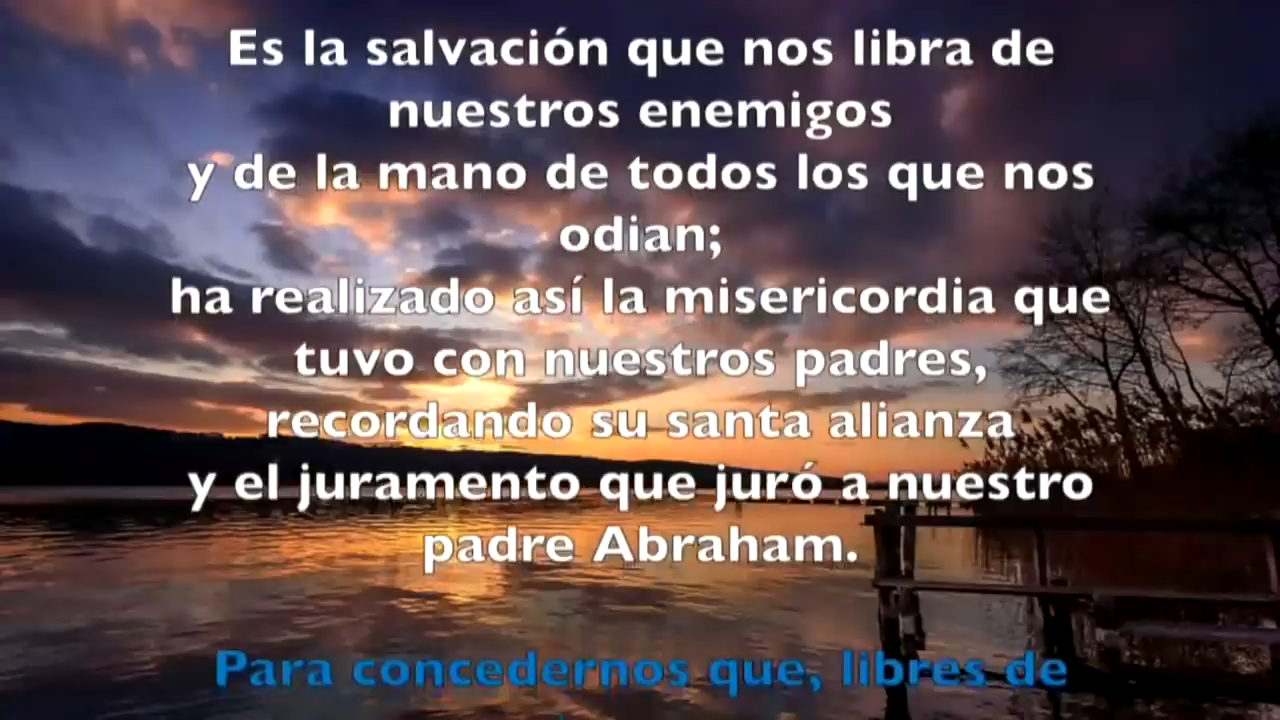 Es la salvación que nos libra de
nuestros enemigos
y de la mano de todos los que nos
odian;
ha realizado así la misericordia que
tuvo con nuestros padres,
recordando su santa alianza
y el juramento que juró a nuestro
padre Abraham.
Para concedernos que, libres de